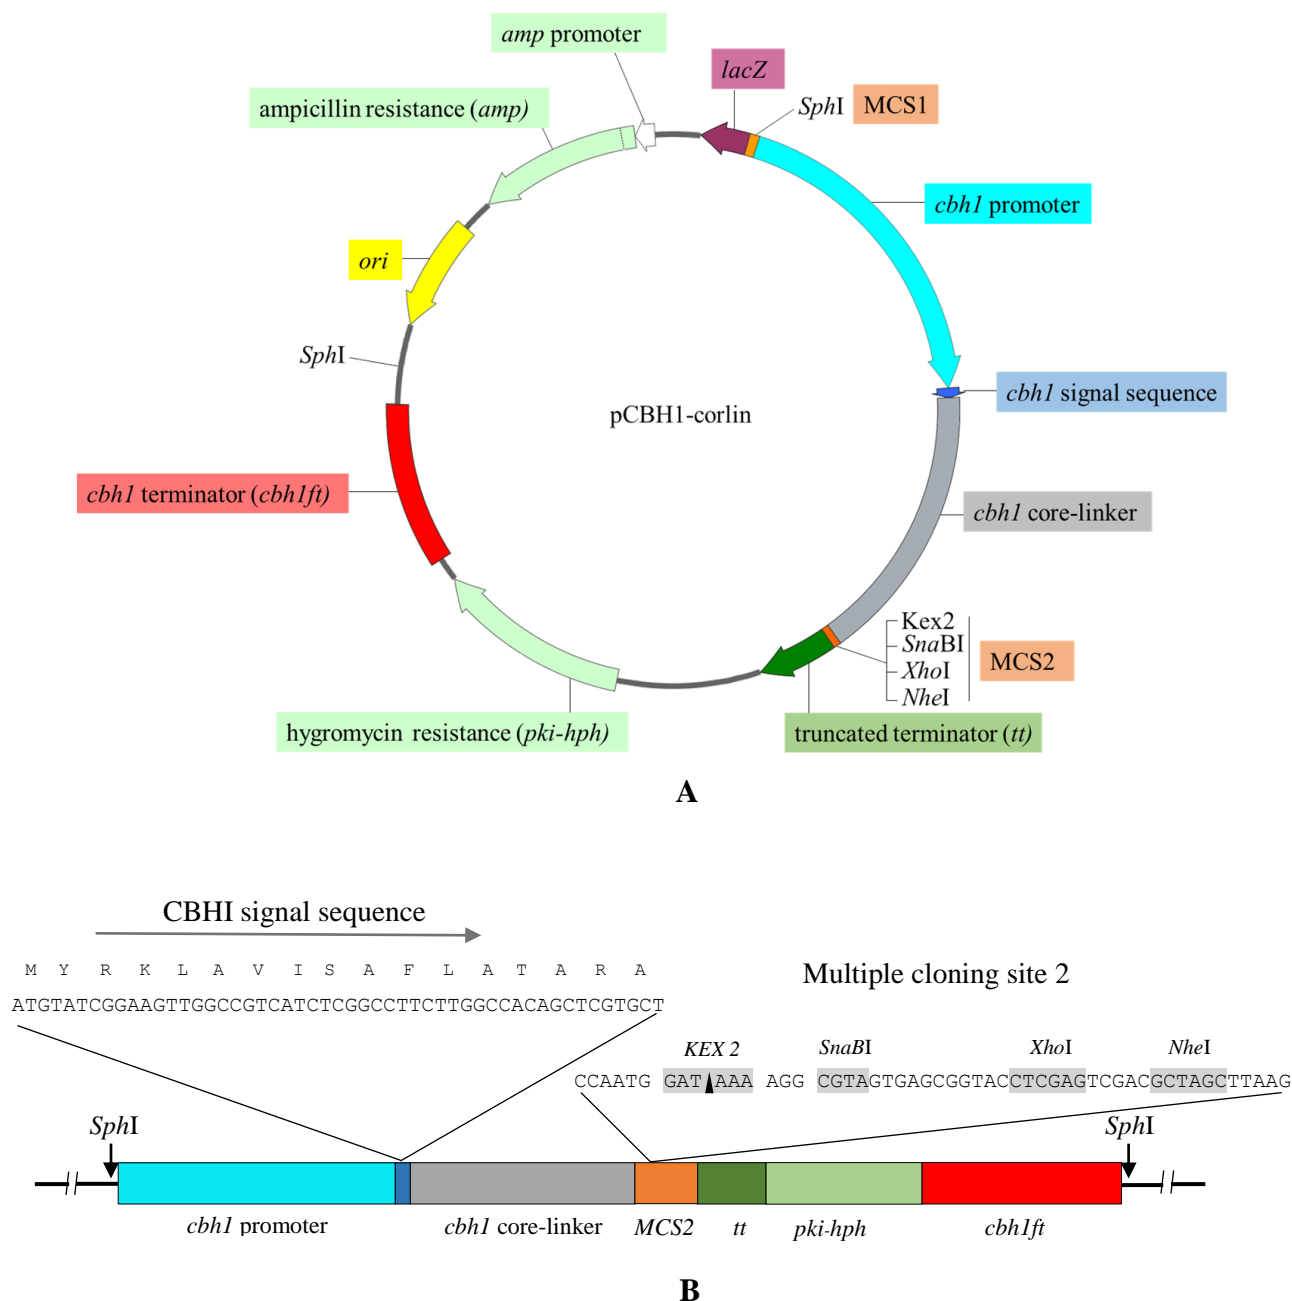 amp promoter
lacZ
SphI MCS1
ampicillin resistance (amp)
cbh1 promoter
ori
SphI
pCBH1-corlin
cbh1 signal sequence
cbh1 terminator (cbh1ft)
cbh1 core-linker
Kex2
SnaBI
XhoI
NheI
MCS2
hygromycin resistance (pki-hph)
truncated terminator (tt)
A
CBHI signal sequence
M Y R K L A V I S A F L A T A R A
ATGTATCGGAAGTTGGCCGTCATCTCGGCCTTCTTGGCCACAGCTCGTGCT
Multiple cloning site 2
KEX 2 SnaBI XhoI NheI
CCAATG GAT AAA AGG CGTAGTGAGCGGTACCTCGAGTCGACGCTAGCTTAAG
SphI SphI
cbh1 promoter cbh1 core-linker MCS2 tt pki-hph cbh1ft
B